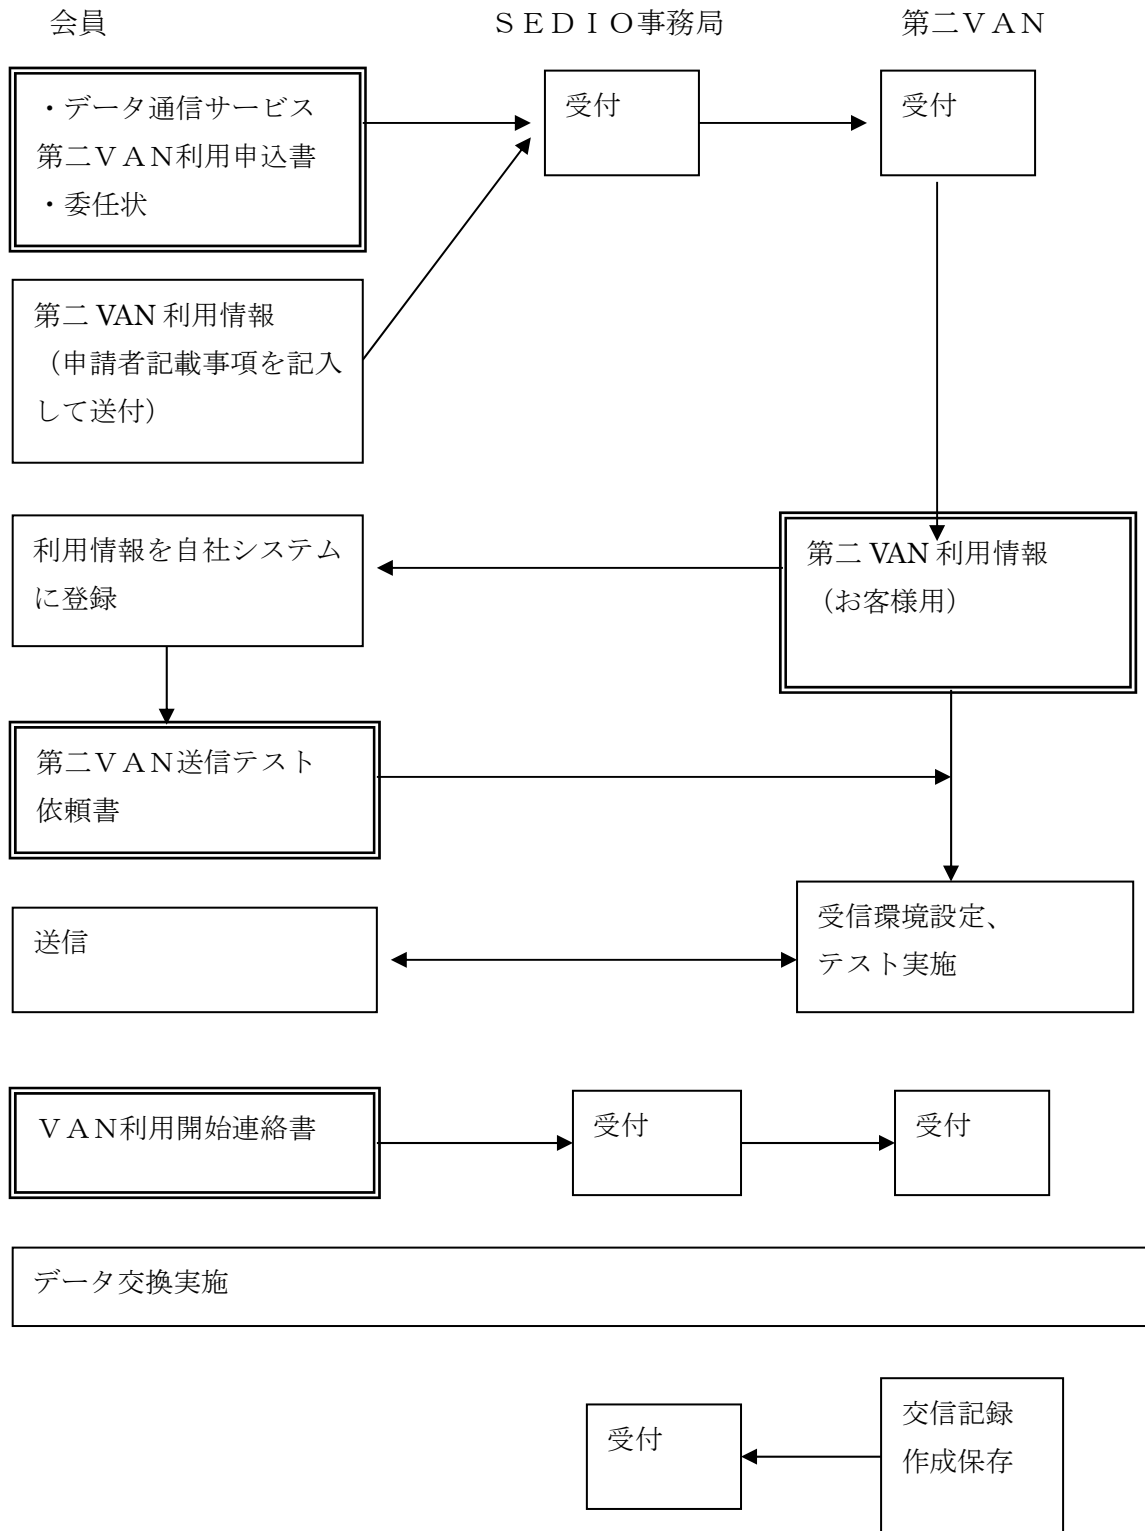 会員
ＳＥＤＩＯ事務局
第二ＶＡＮ
・データ通信サービス
第二ＶＡＮ利用申込書
・委任状
受付
受付
第二 VAN 利用情報
（申請者記載事項を記入
して送付）
利用情報を自社システム
に登録
第二 VAN 利用情報
（お客様用）
第二ＶＡＮ送信テスト
依頼書
送信
受信環境設定、
テスト実施
ＶＡＮ利用開始連絡書
受付
受付
データ交換実施
受付
交信記録
作成保存